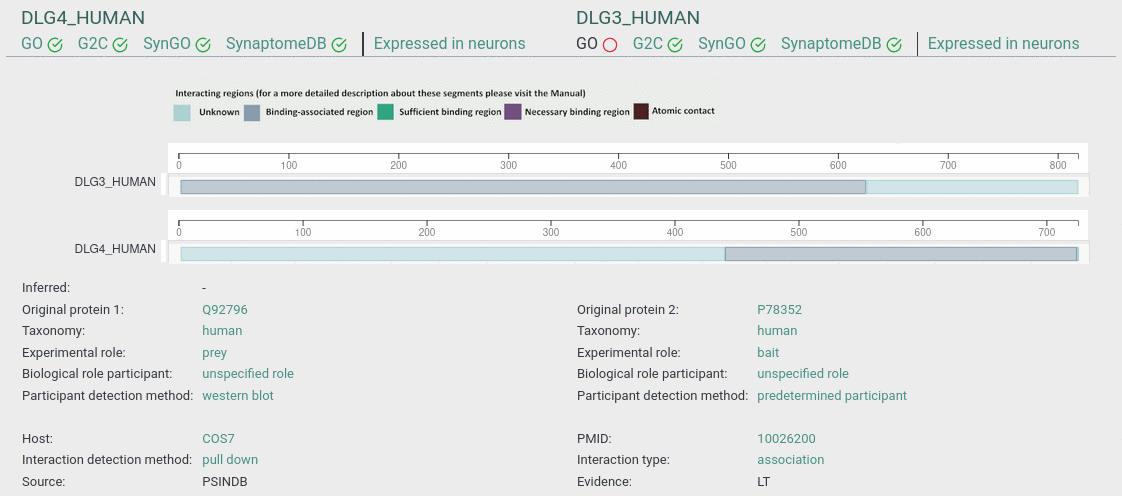 DLG4_HUMAN DLG3_HUMAN
GO G2C SynGO SynaptomeDB Expressed in neurons GO G2C SynGO SynaptomeDB Expressed in neurons
Interacting regions (for a more detailed description about these segments please visit the Manual)
Unknown Binding-associated region Sufficient binding region Necessary binding region Atomic contact
0 100 200 300 400 500 600 700 800
DLG3_HUMAN
0 100 200 300 400 500 600 700
DLG4_HUMAN
Inferred: -
Original protein 1: Q92796 Original protein 2: P78352
Taxonomy: human Taxonomy: human
Experimental role: prey Experimental role: bait
Biological role participant: unspecified role Biological role participant: unspecified role
Participant detection method: western blot Participant detection method: predetermined participant
Host: COS7 PMID: 10026200
Interaction detection method: pull down Interaction type: association
Source: PSINDB Evidence: LT